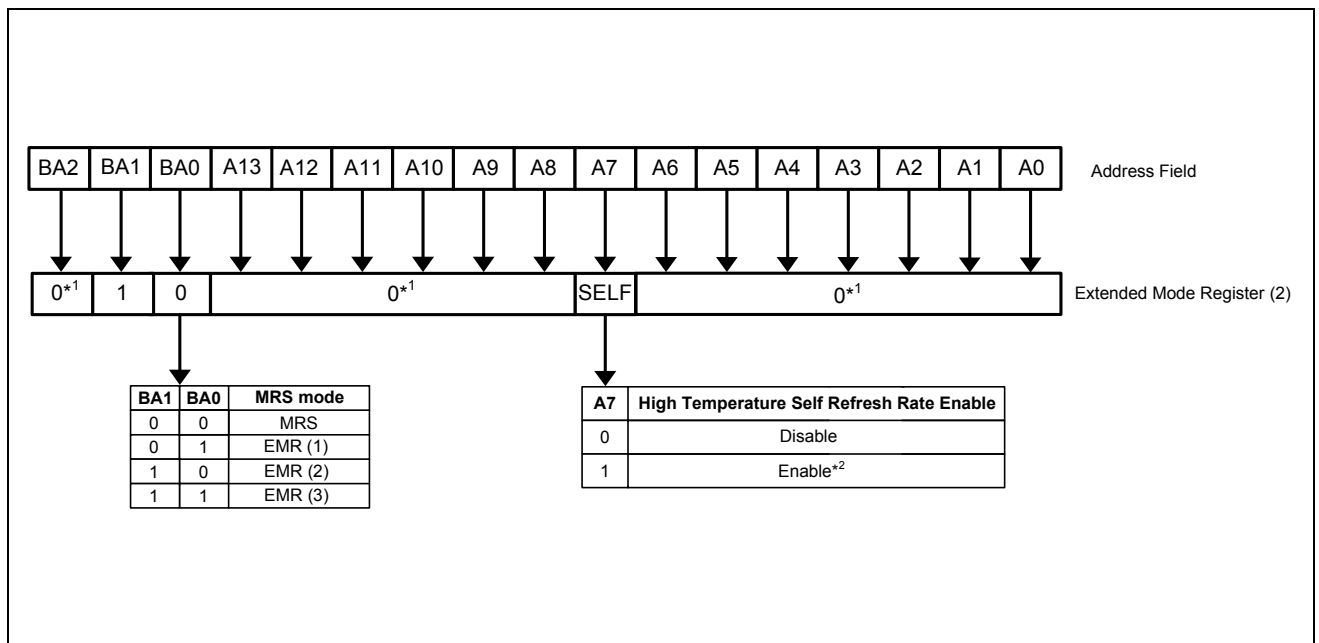 BA2 BA1 BA0 A13 A12 A11 A10 A9 A8 A7 A6 A5 A4 A3 A2 A1 A0 Address Field
0*1 1 0 0*1 SELF 0*1 Extended Mode Register (2)
BA1 BA0 MRS mode
0 0 MRS
0 1 EMR (1)
1 0 EMR (2)
1 1 EMR (3)
A7 High Temperature Self Refresh Rate Enable
0 Disable
1 Enable*2